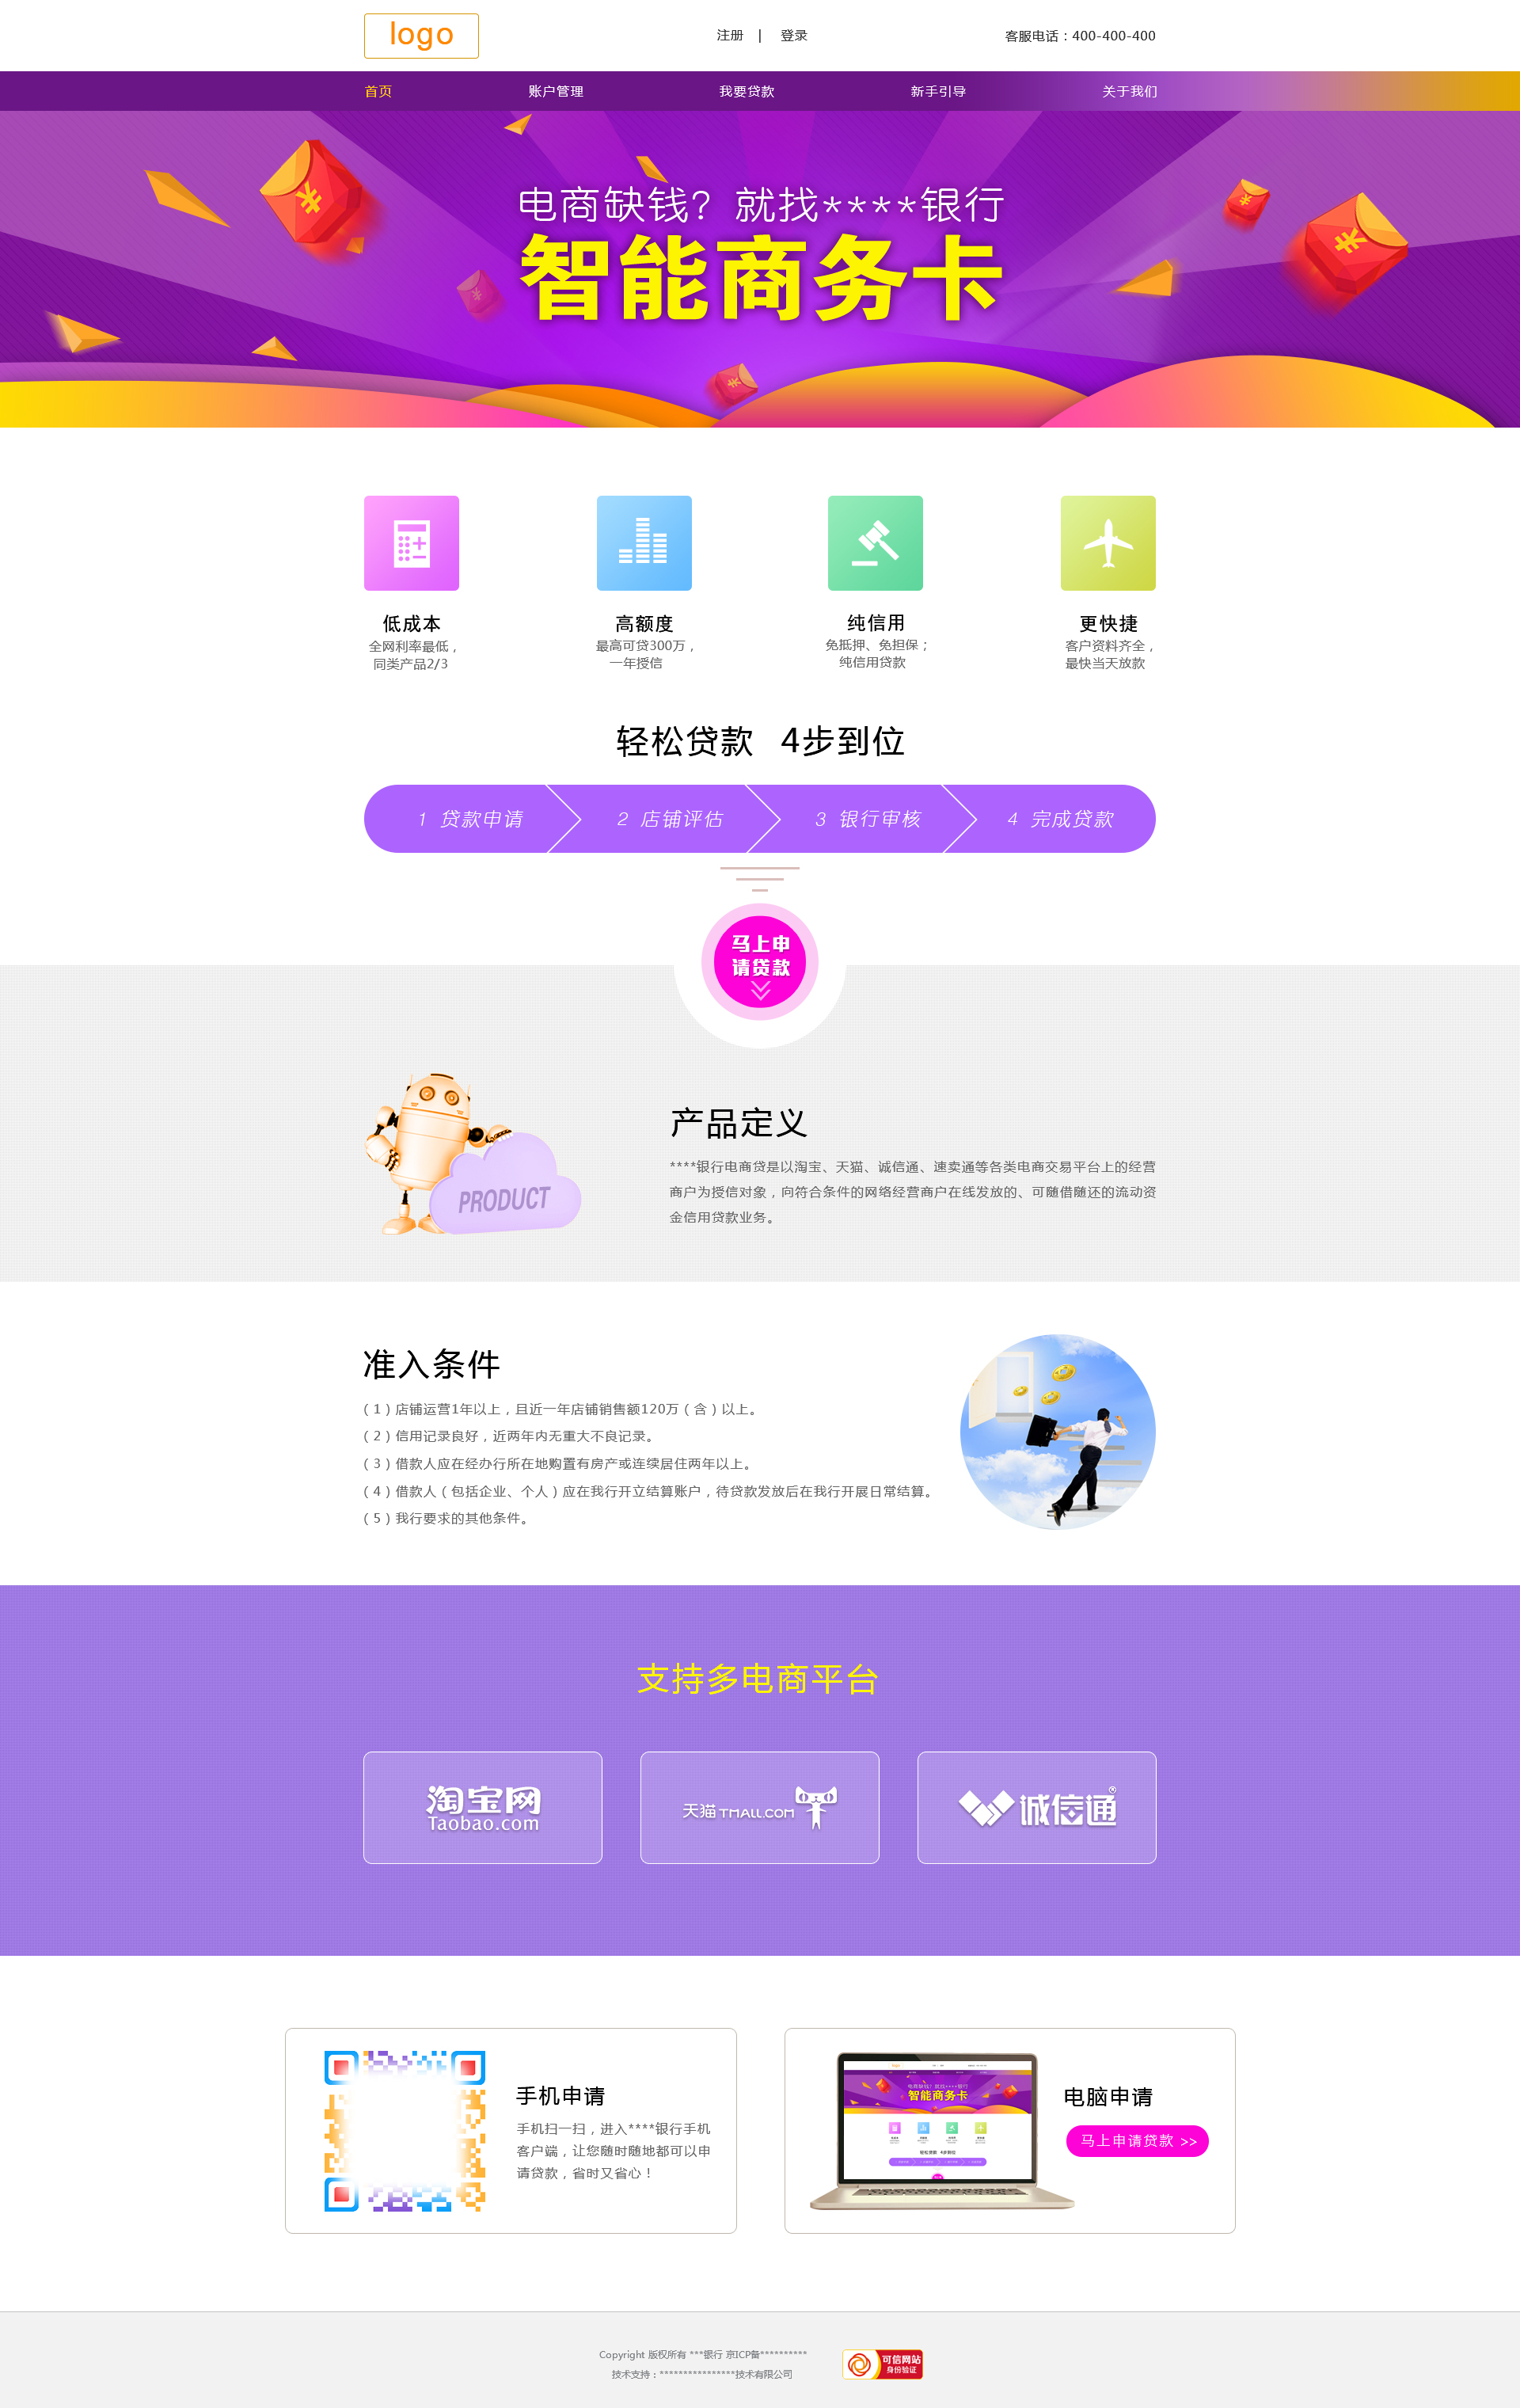 logo
注册 | 登录
客服电话：400-400-400
首页 账户管理 我要贷款 新手引导 关于我们
电商缺钱？就找****银行
智能商务卡
低成本
全网利率最低，
同类产品2/3
高额度
最高可贷300万，
一年授信
纯信用
免抵押、免担保；
纯信用贷款
更快捷
客户资料齐全，
最快当天放款
轻松贷款 4步到位
1 贷款申请
2 店铺评估
3 银行审核
4 完成贷款
马上申
请贷款
PRODUCT
产品定义
****银行电商贷是以淘宝、天猫、诚信通、速卖通等各类电商交易平台上的经营
商户为授信对象，向符合条件的网络经营商户在线发放的、可随借随还的流动资
金信用贷款业务。
准入条件
（1）店铺运营1年以上，且近一年店铺销售额120万（含）以上。
（2）信用记录良好，近两年内无重大不良记录。
（3）借款人应在经办行所在地购置有房产或连续居住两年以上。
（4）借款人（包括企业、个人）应在我行开立结算账户，待贷款发放后在我行开展日常结算。
（5）我行要求的其他条件。
支持多电商平台
淘宝网
Taobao.com
天猫 TMALL.COM
诚信通
手机申请
手机扫一扫，进入****银行手机
客户端，让您随时随地都可以申
请贷款，省时又省心！
电商缺钱？就找****银行
智能商务卡
轻松贷款 4步到位
电脑申请
马上申请贷款 >>
Copyright 版权所有 ***银行 京ICP备**********
技术支持：****************技术有限公司
可信网站
身份验证